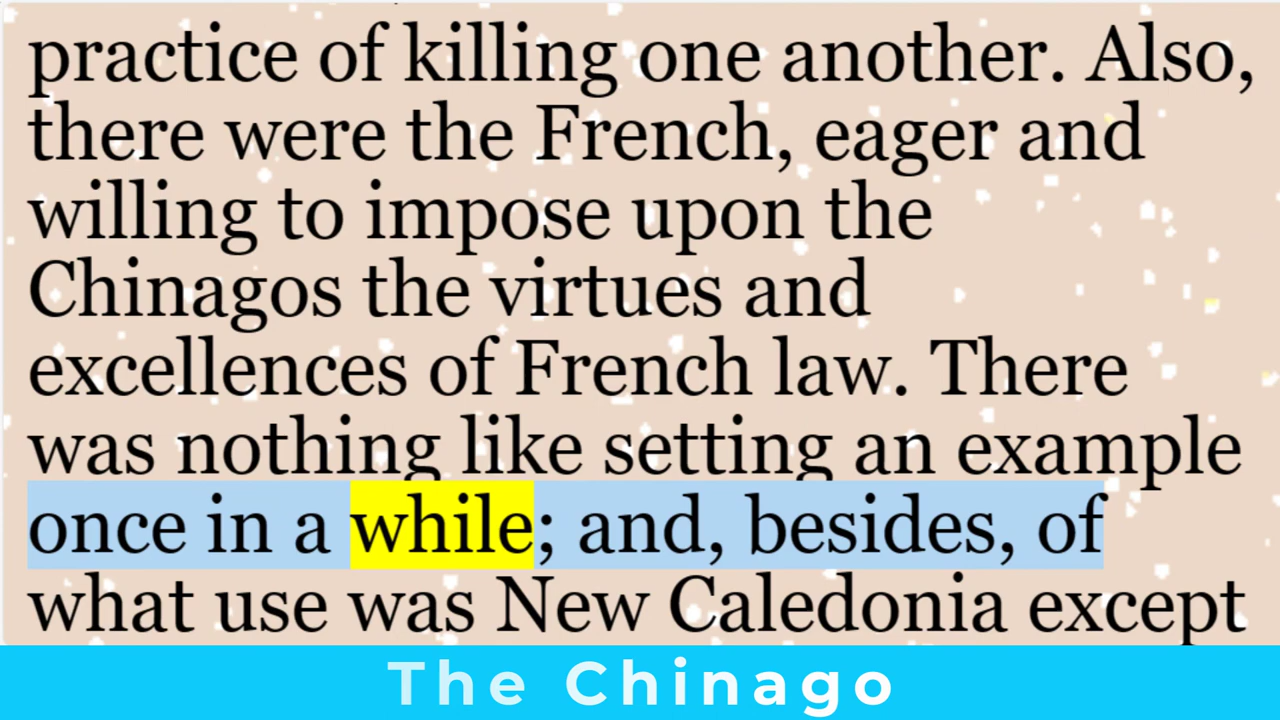 practice of killing one another. Also,
there were the French, eager and
willing to impose upon the
Chinagos the virtues and
excellences of French law. There
was nothing like setting an example
once in a while; and, besides, of
what use was New Caledonia except
The Chinago